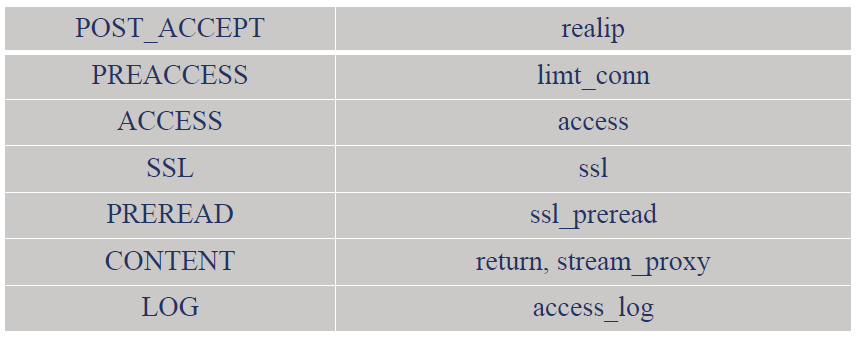 POST_ACCEPT realip
PREACCESS limt_conn
ACCESS access
SSL ssl
PREREAD ssl_preread
CONTENT return, stream_proxy
LOG access_log